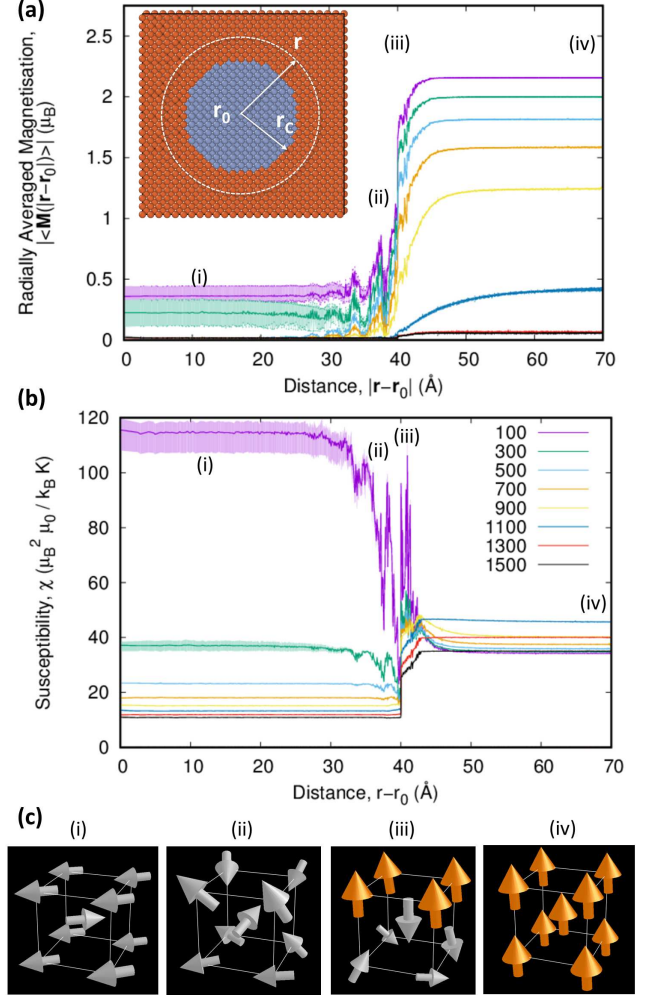 (a)
Radially Averaged Magnetisation,
|<M(|r−r0|)>| (μB)
2.5
2
1.5
1
0.5
0
(iii)
(iv)
r
r0
rC
(ii)
(i)
0 10 20 30 40 50 60 70
Distance, |r−r0| (Å)
(b)
Susceptibility, χ (μB² μ0 / kB K)
120
100
80
60
40
20
0
(i)
(ii)
(iii)
(iv)
100
300
500
700
900
1100
1300
1500
0 10 20 30 40 50 60 70
Distance, r−r0 (Å)
(c)
(i) (ii) (iii) (iv)